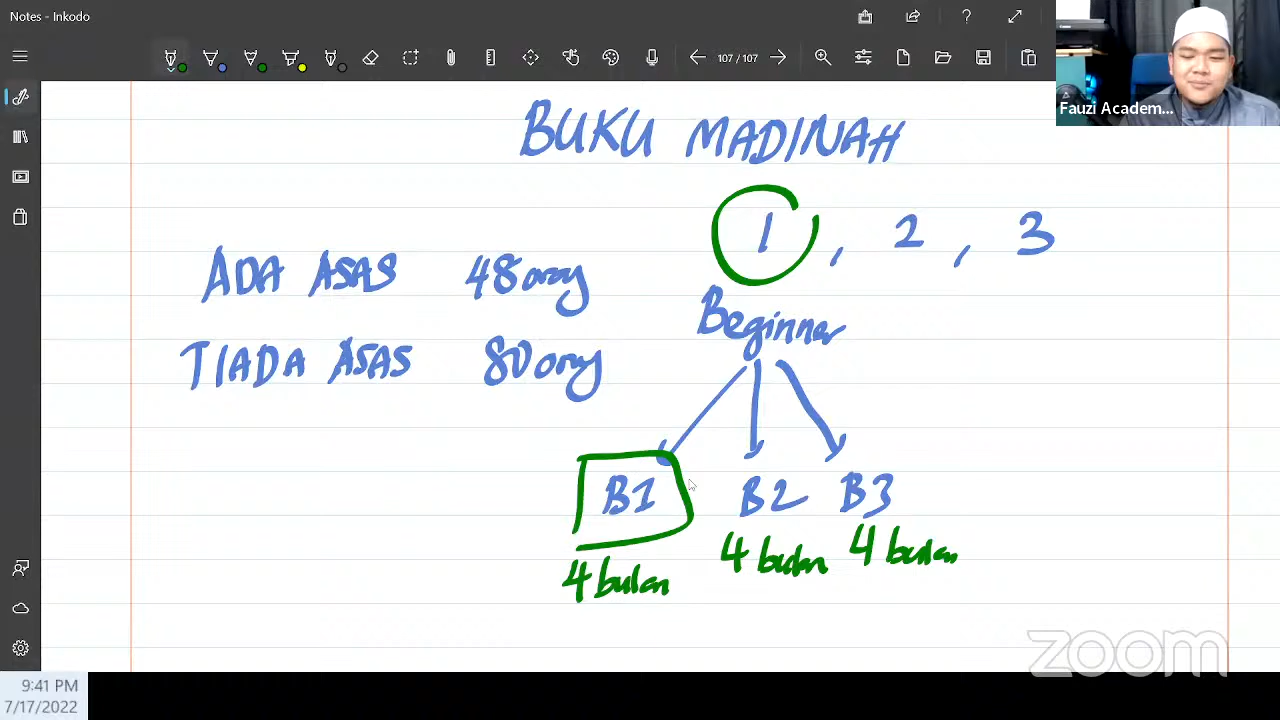 Notes - Inkodo
107 / 107
Fauzi Academ...
BUKU MADINAH
1, 2, 3
ADA ASAS 48 orang
Beginner
TIADA ASAS 80 orang
B1 B2 B3
4 bulan 4 bulan 4 bulan
zoom
9:41 PM
7/17/2022